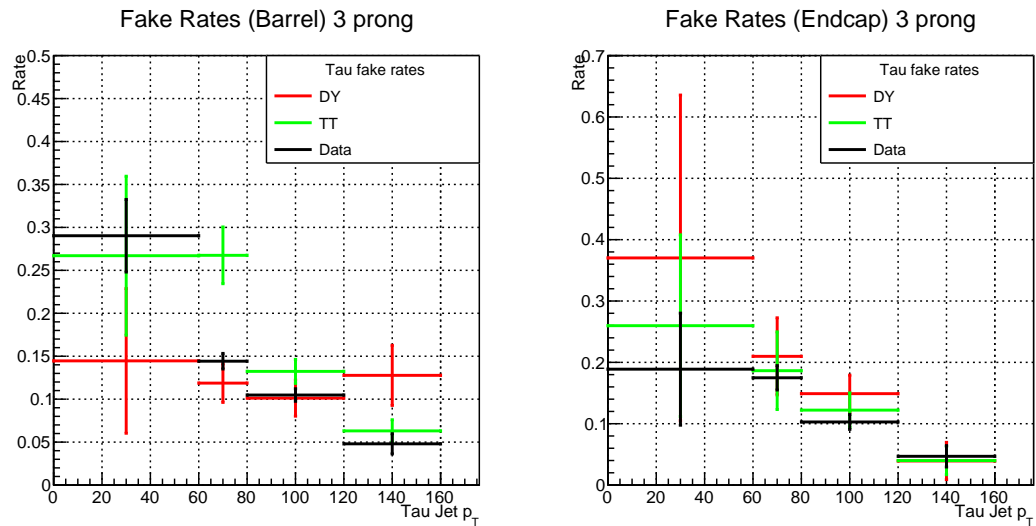 Fake Rates (Barrel) 3 prong
Rate
0.5
0.45
0.4
0.35
0.3
0.25
0.2
0.15
0.1
0.05
0
Tau fake rates
DY
TT
Data
0 20 40 60 80 100 120 140 160
Tau Jet p_T
Fake Rates (Endcap) 3 prong
Rate
0.7
0.6
0.5
0.4
0.3
0.2
0.1
0
Tau fake rates
DY
TT
Data
0 20 40 60 80 100 120 140 160
Tau Jet p_T